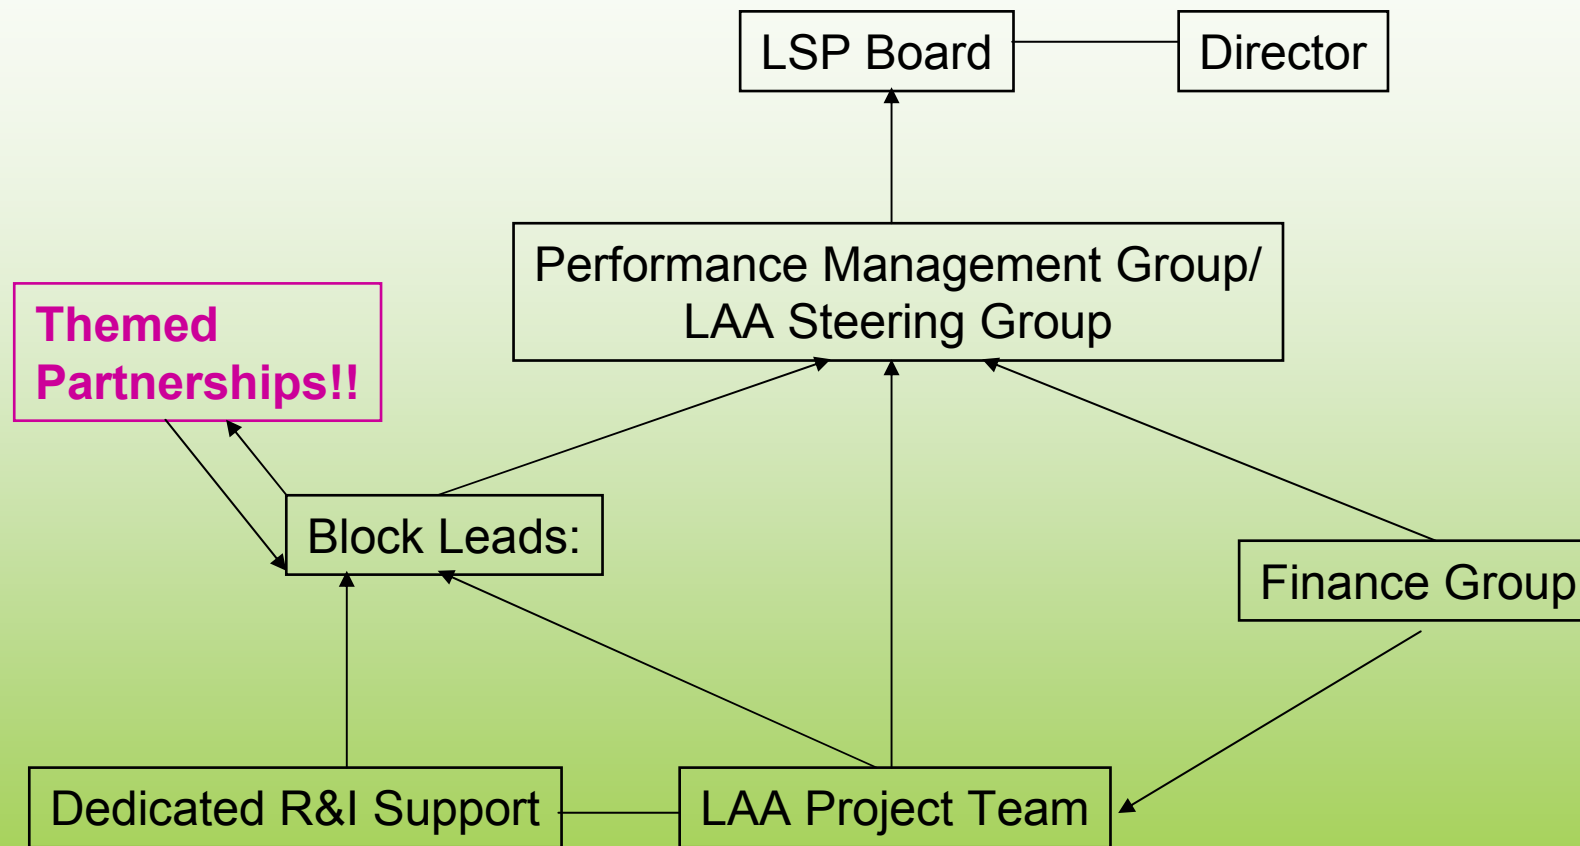 LSP Board
Director
Performance Management Group/
LAA Steering Group
Themed
Partnerships!!
Block Leads:
Finance Group
Dedicated R&I Support
LAA Project Team